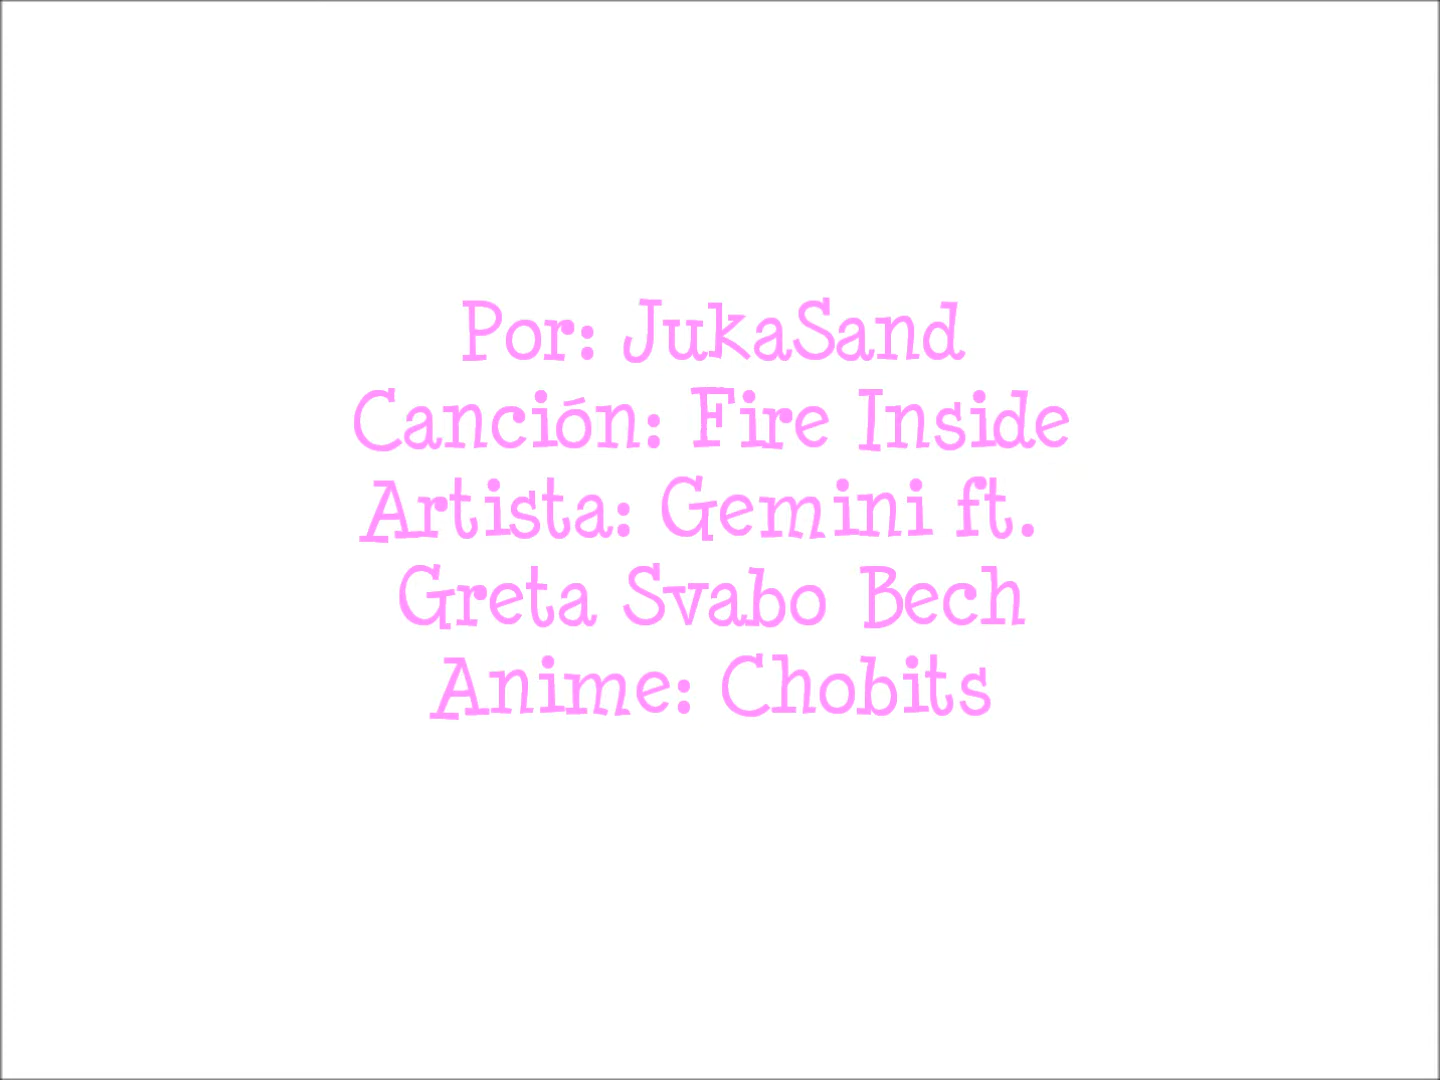 Por: JukaSand
Canción: Fire Inside
Artista: Gemini ft.
Greta Svabo Bech
Anime: Chobits